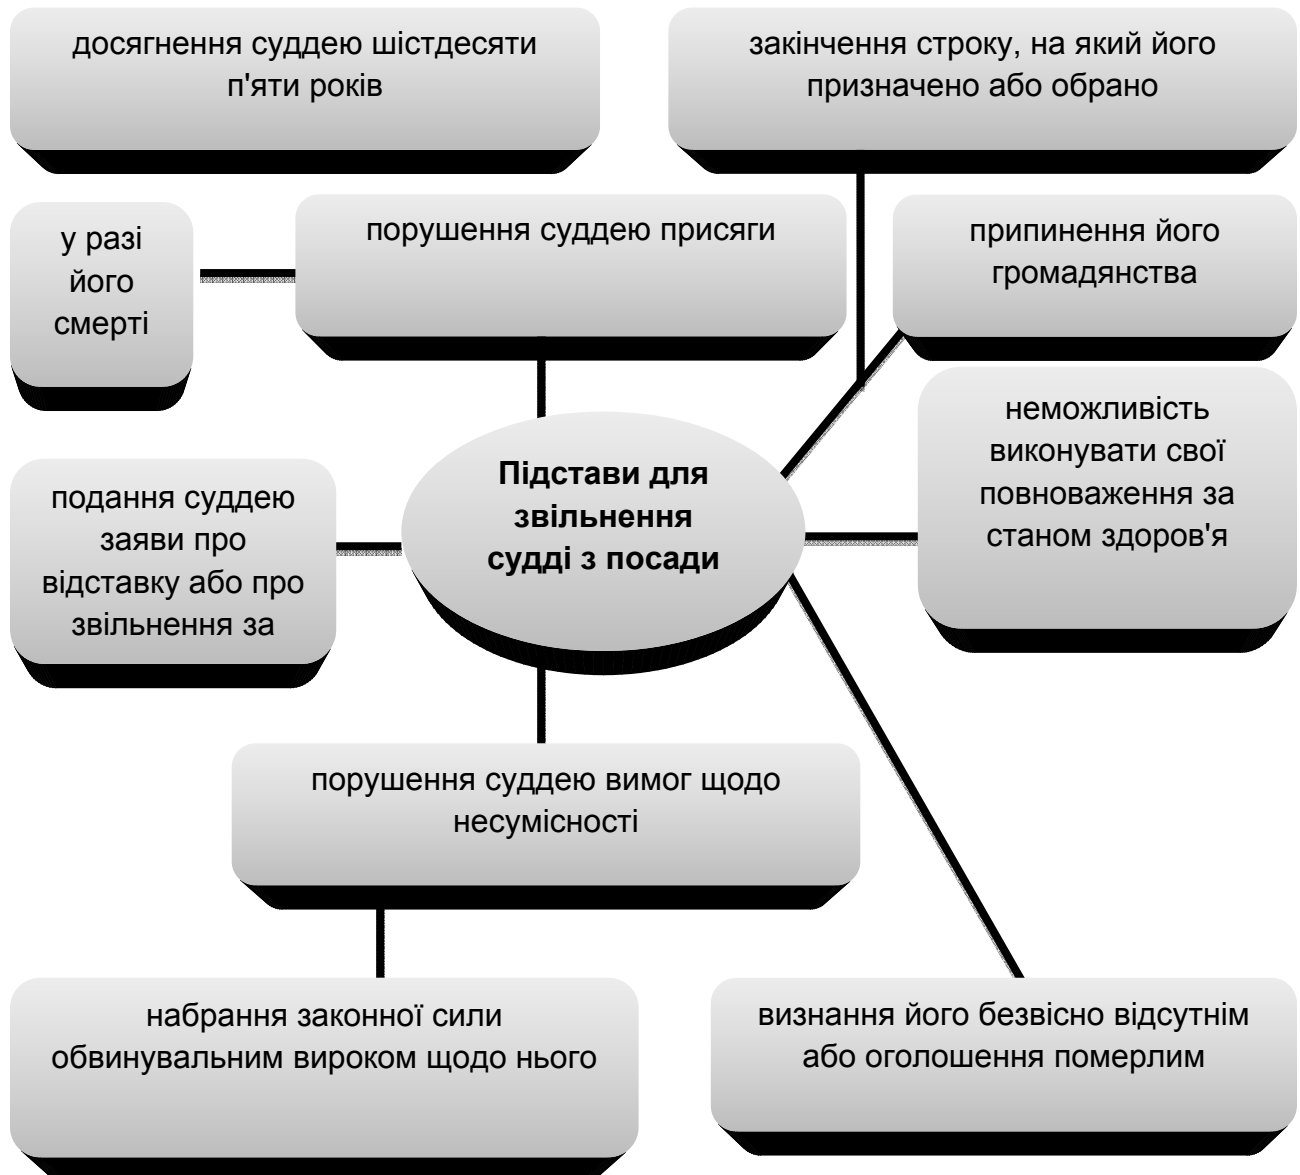 досягнення суддею шістдесяти
п'яти років
закінчення строку, на який його
призначено або обрано
у разі
його
смерті
порушення суддею присяги
припинення його
громадянства
неможливість
виконувати свої
повноваження за
станом здоров'я
Підстави для
звільнення
судді з посади
подання суддею
заяви про
відставку або про
звільнення за
порушення суддею вимог щодо
несумісності
набрання законної сили
обвинувальним вироком щодо нього
визнання його безвісно відсутнім
або оголошення померлим